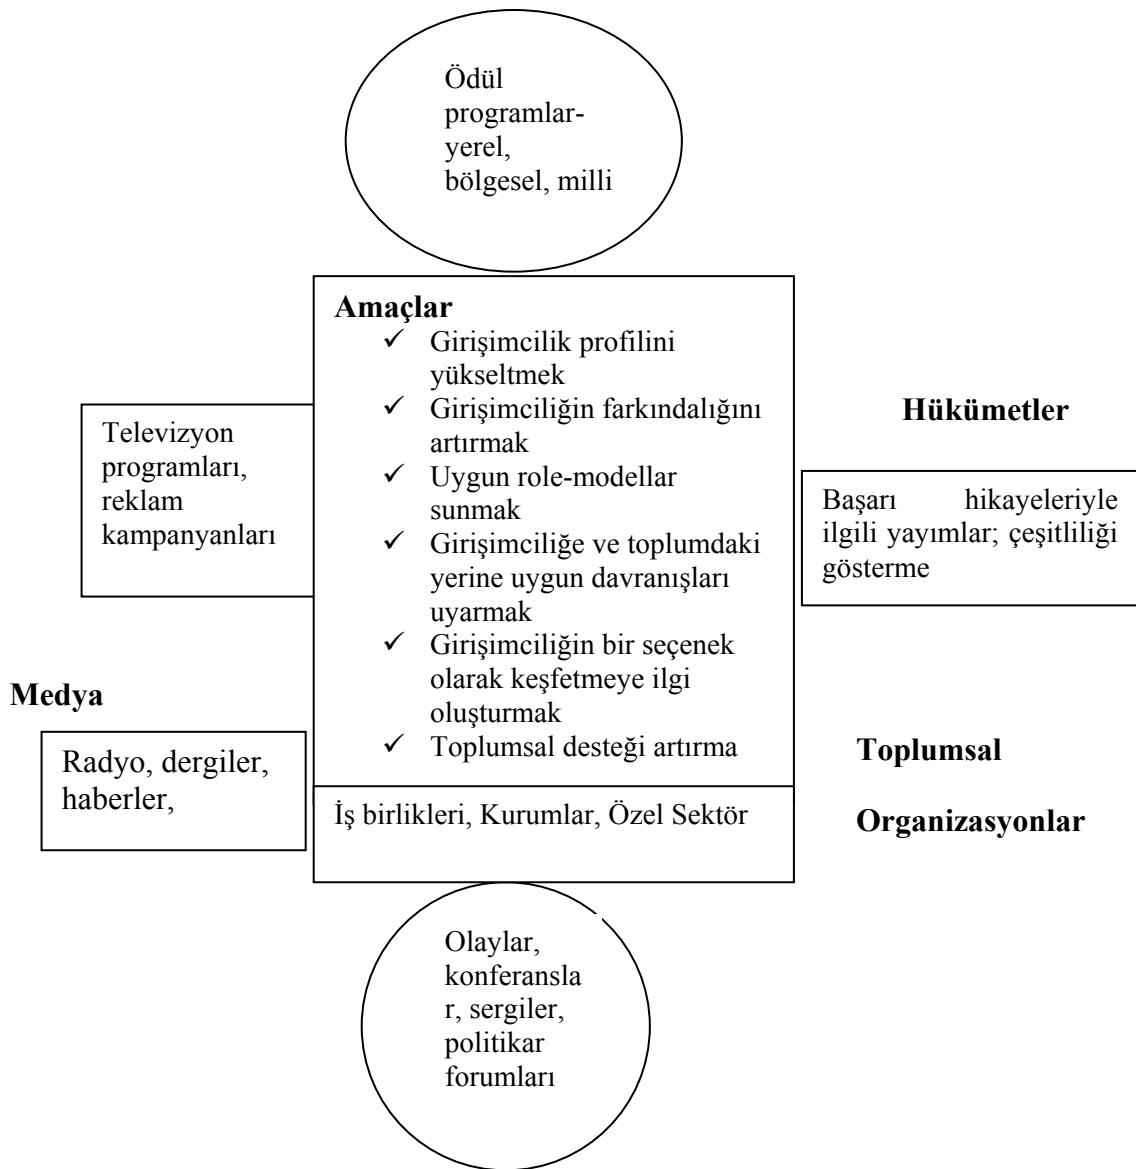 Ödül
programlar-
yerel,
bölgesel, milli
Amaçlar
✓ Girişimcilik profilini
yükseltmek
✓ Girişimciliğin farkındalığını
artırmak
✓ Uygun role-modellar
sunmak
✓ Girişimciliğe ve toplumdaki
yerine uygun davranışları
uyarmak
✓ Girişimciliğin bir seçenek
olarak keşfetmeye ilgi
oluşturmak
✓ Toplumsal desteği artırma
Televizyon
programları,
reklam
kampanyanları
Hükümetler
Başarı hikayeleriyle
ilgili yayımlar; çeşitliliği
gösterme
Medya
Radyo, dergiler,
haberler,
Toplumsal
Organizasyonlar
İş birlikleri, Kurumlar, Özel Sektör
Olaylar,
konferansla
r, sergiler,
politikar
forumları